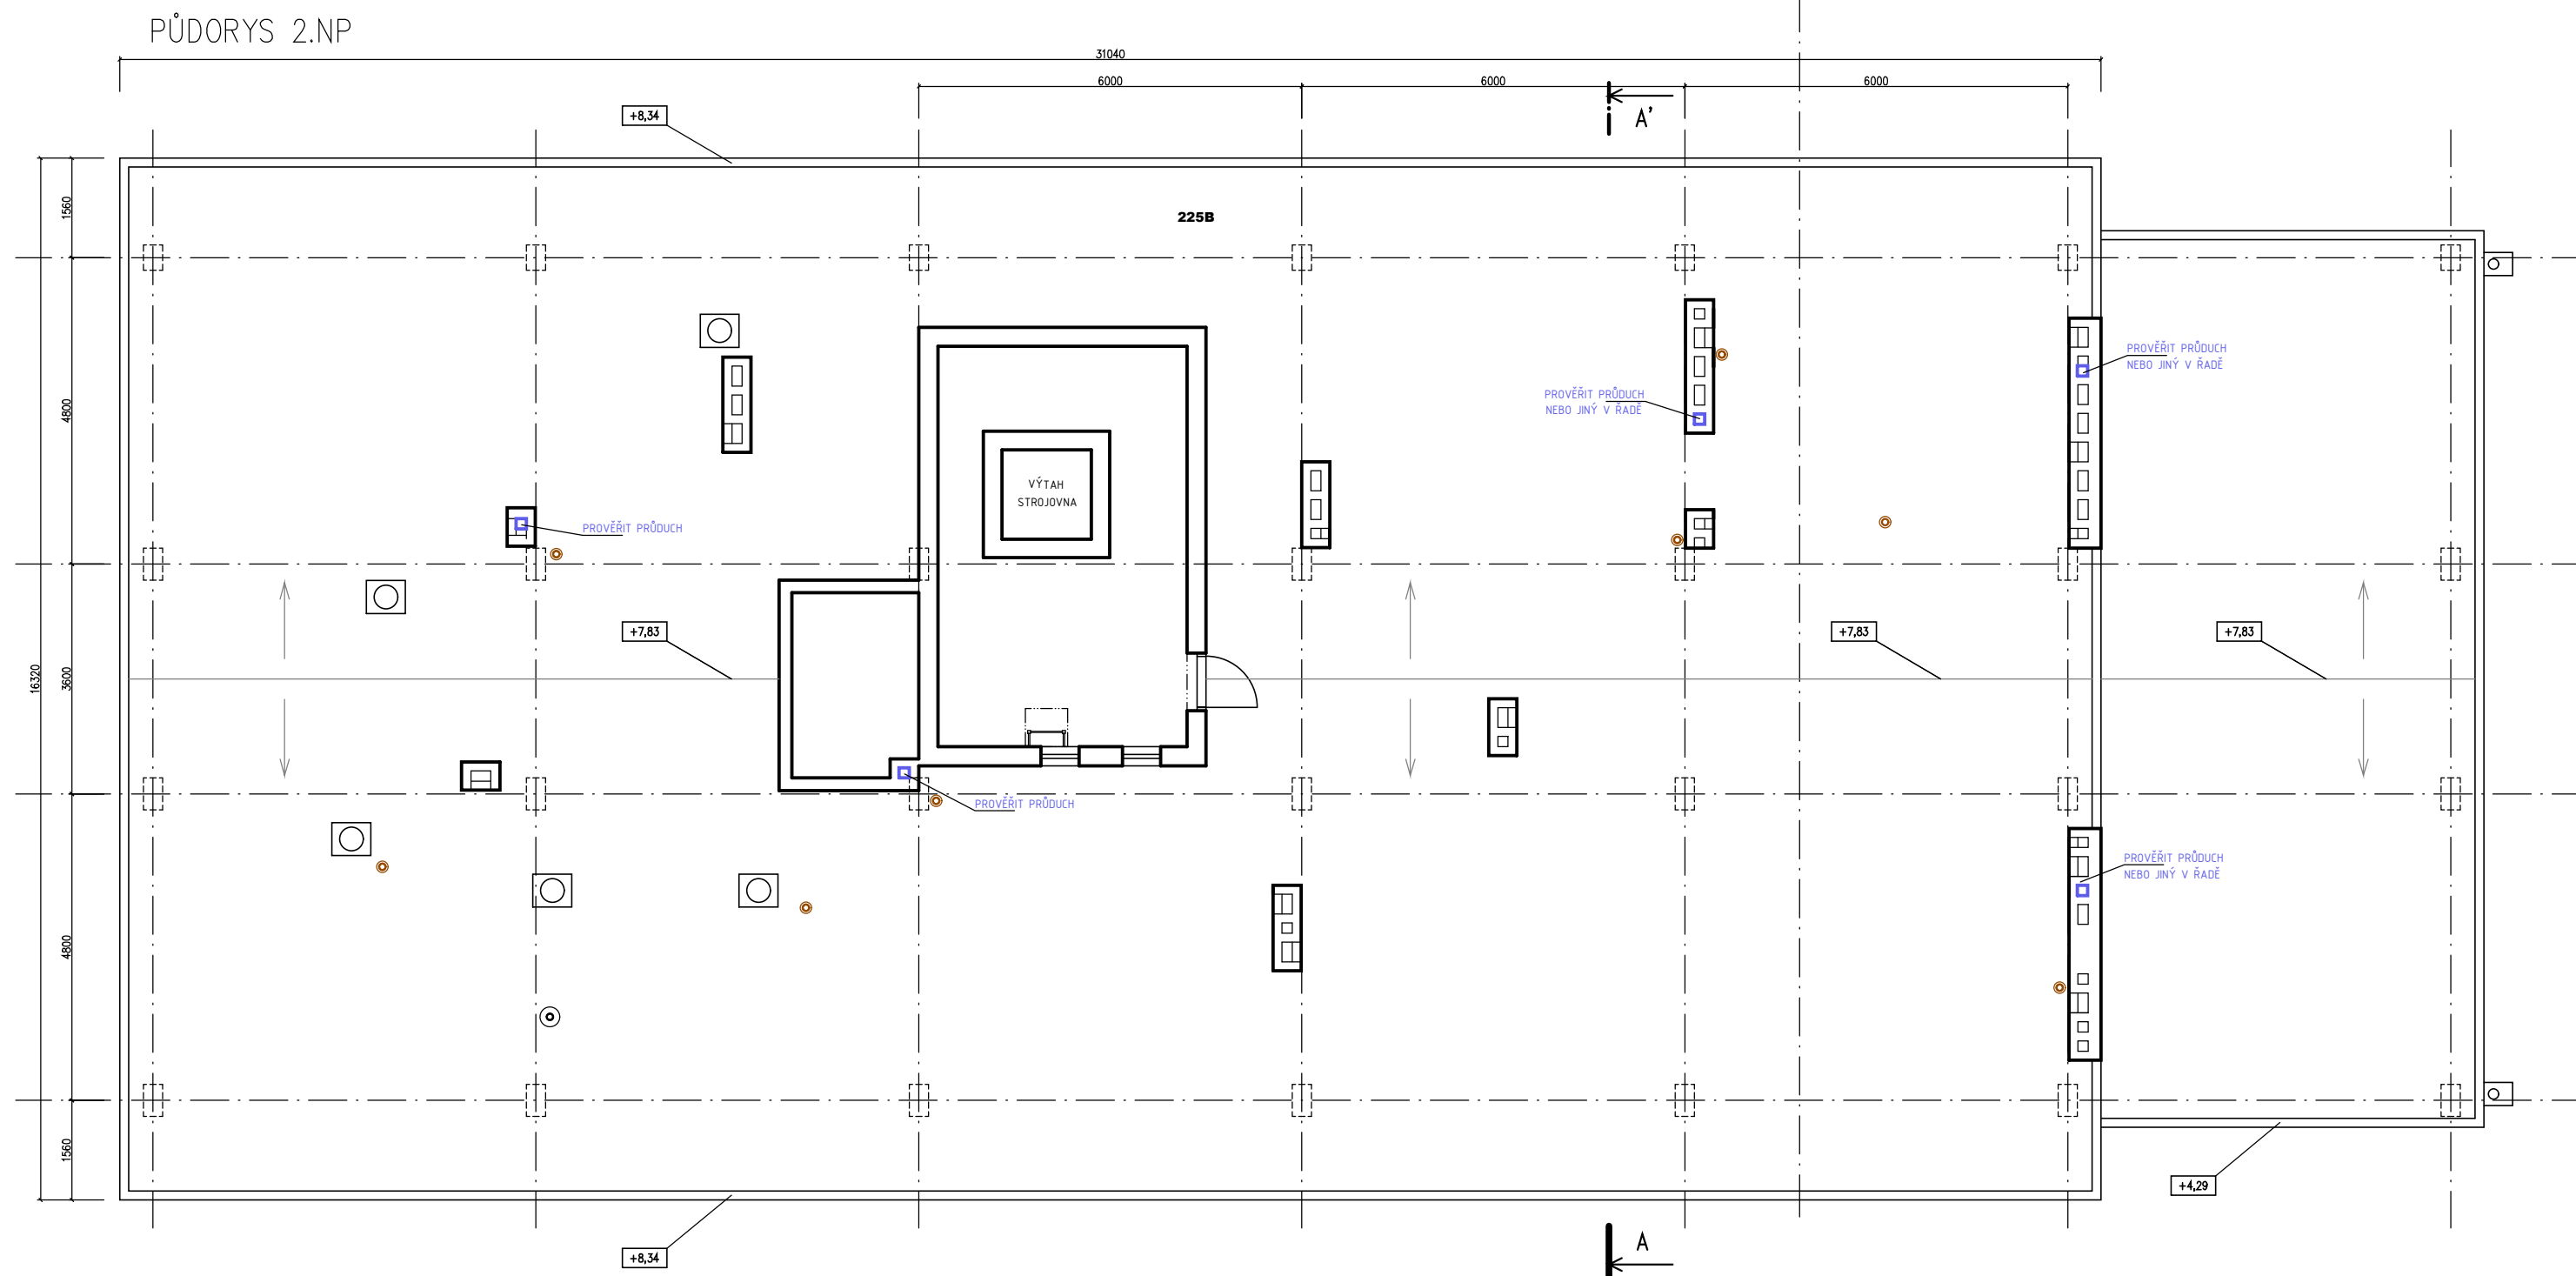 PŮDORYS 2.NP
31040
6000
6000
6000
+8,34
A'
1560
225B
4800
PROVĚŘIT PRŮDUCH
NEBO JINÝ V ŘADĚ
PROVĚŘIT PRŮDUCH
NEBO JINÝ V ŘADĚ
VÝTAH
STROJOVNA
PROVĚŘIT PRŮDUCH
+7,83
+7,83
+7,83
16320
3600
PROVĚŘIT PRŮDUCH
PROVĚŘIT PRŮDUCH
NEBO JINÝ V ŘADĚ
4800
1560
+4,29
A
+8,34